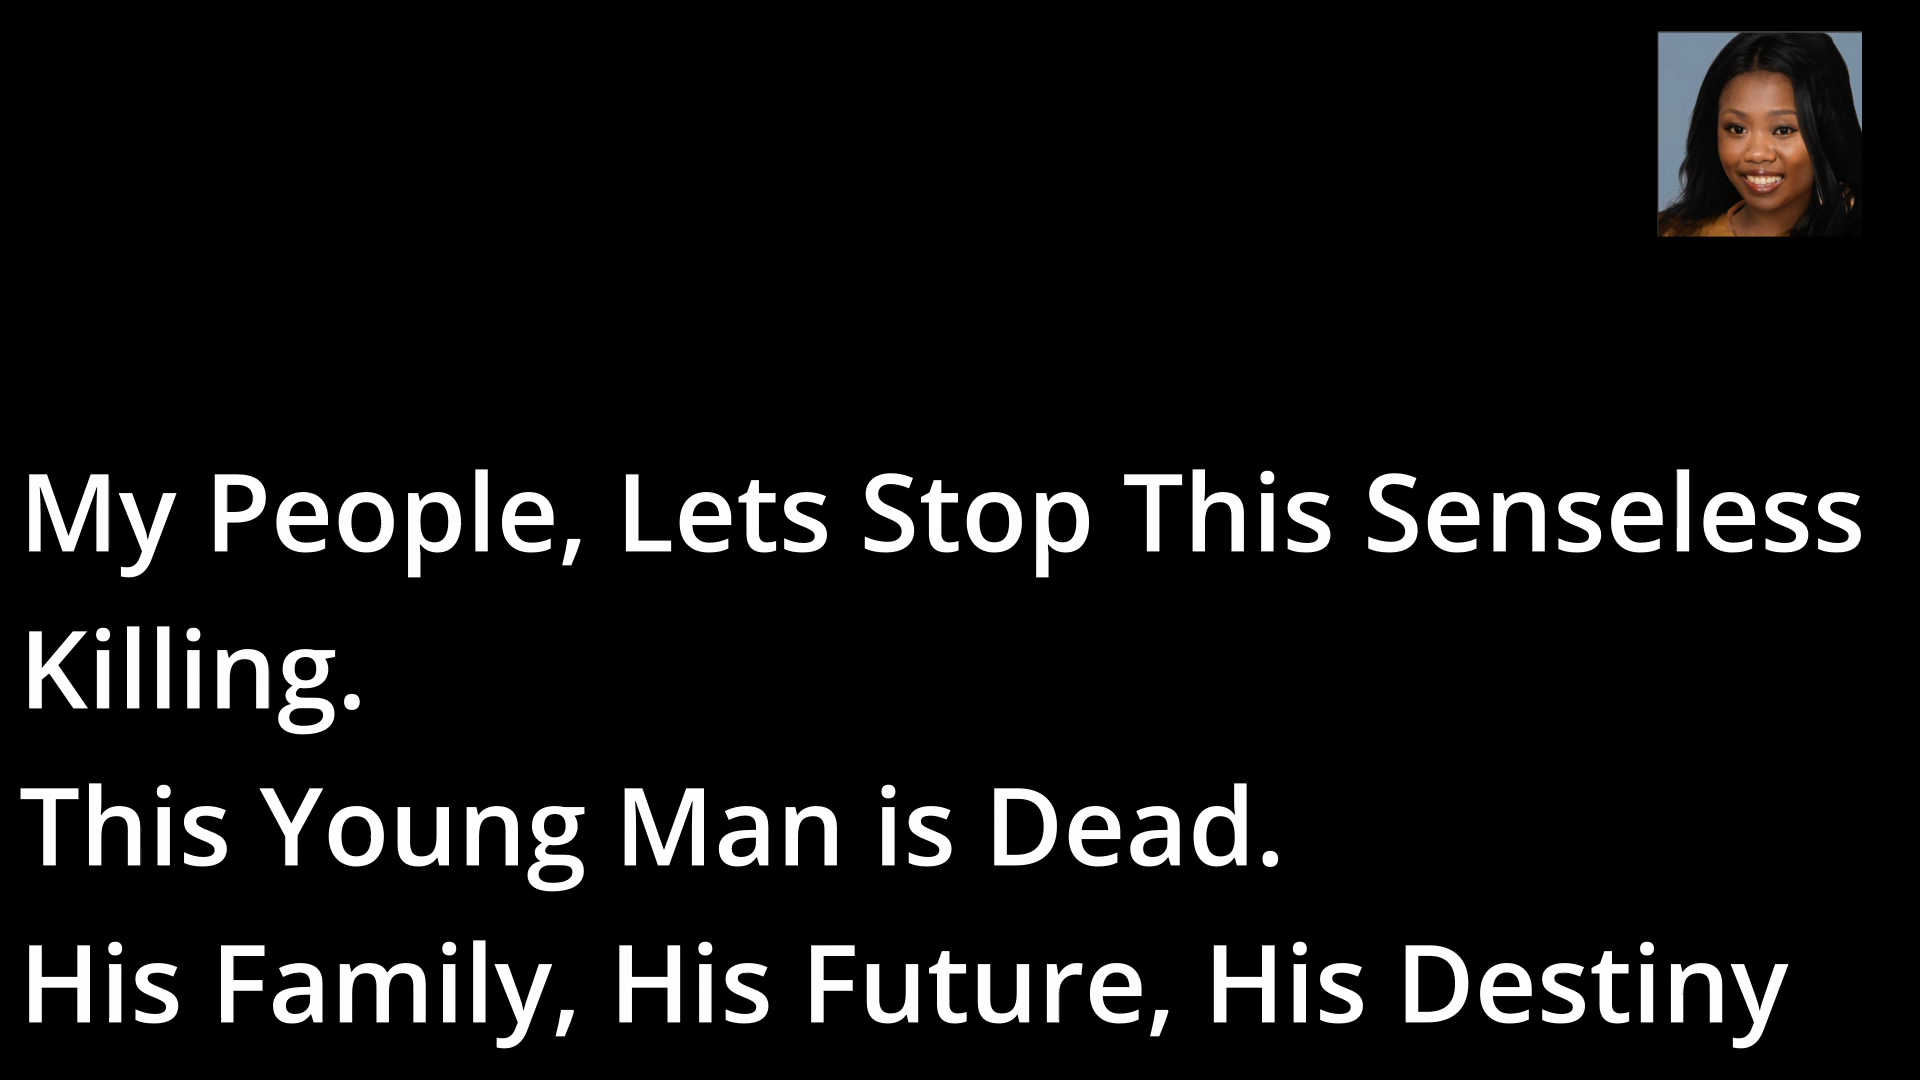 My People, Lets Stop This Senseless
Killing.
This Young Man is Dead.
His Family, His Future, His Destiny